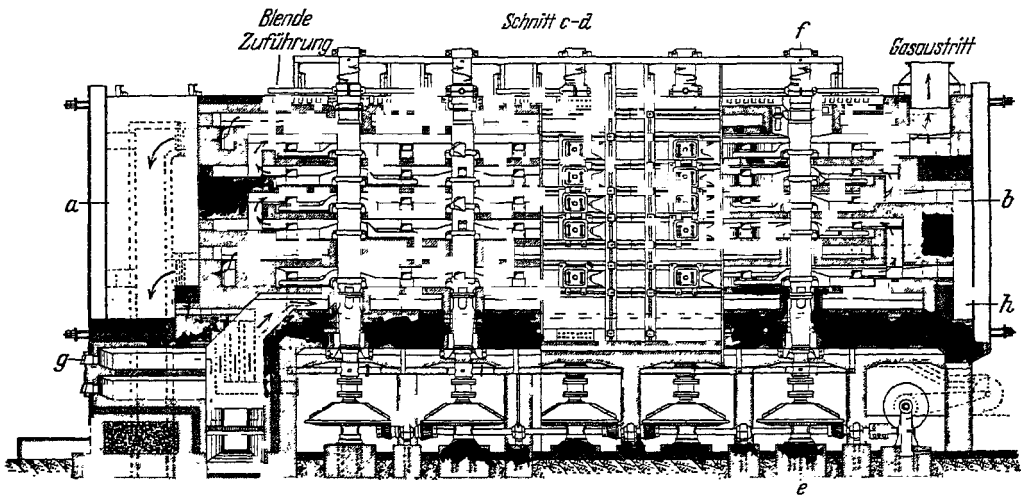 Blende
Zuführung
Schnitt c-d
f
Gasaustritt
a
b
h
g
e